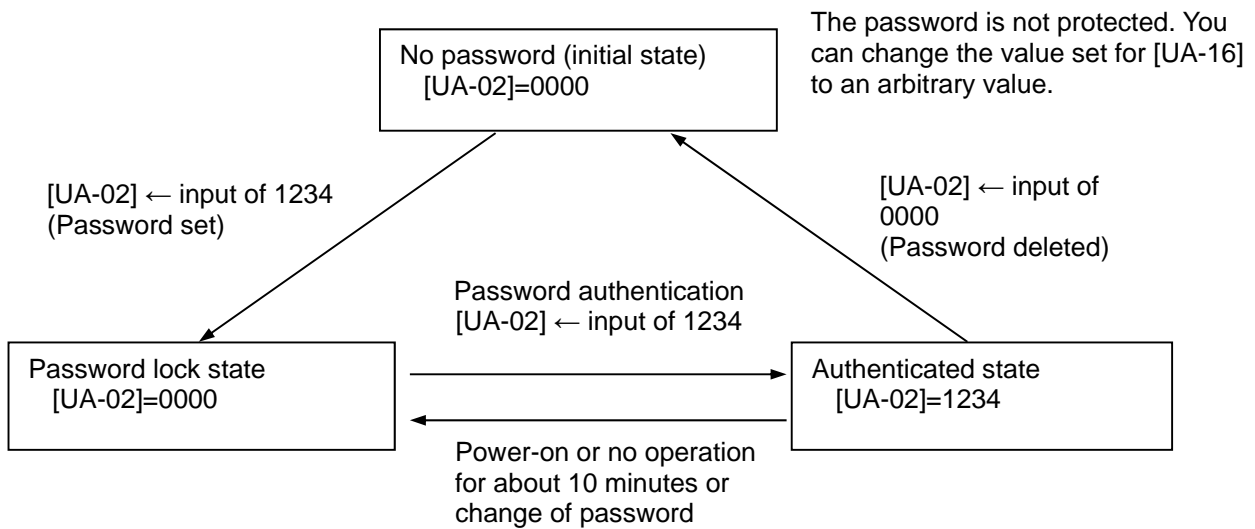 The password is not protected. You
can change the value set for [UA-16]
to an arbitrary value.
No password (initial state)
[UA-02]=0000
[UA-02] ← input of 1234
(Password set)
[UA-02] ← input of
0000
(Password deleted)
Password authentication
[UA-02] ← input of 1234
Password lock state
[UA-02]=0000
Authenticated state
[UA-02]=1234
Power-on or no operation
for about 10 minutes or
change of password